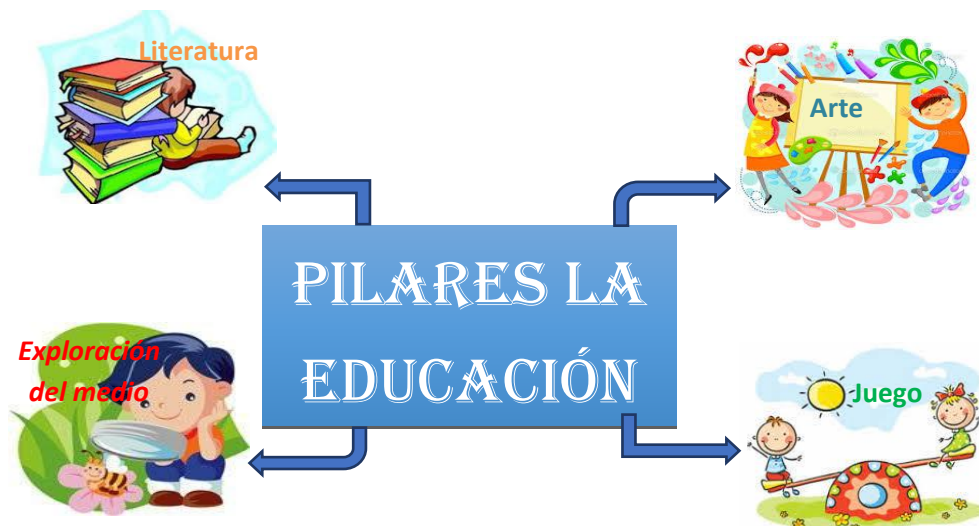 Literatura
Arte
PILARES LA
EDUCACIÓN
Exploración
del medio
Juego